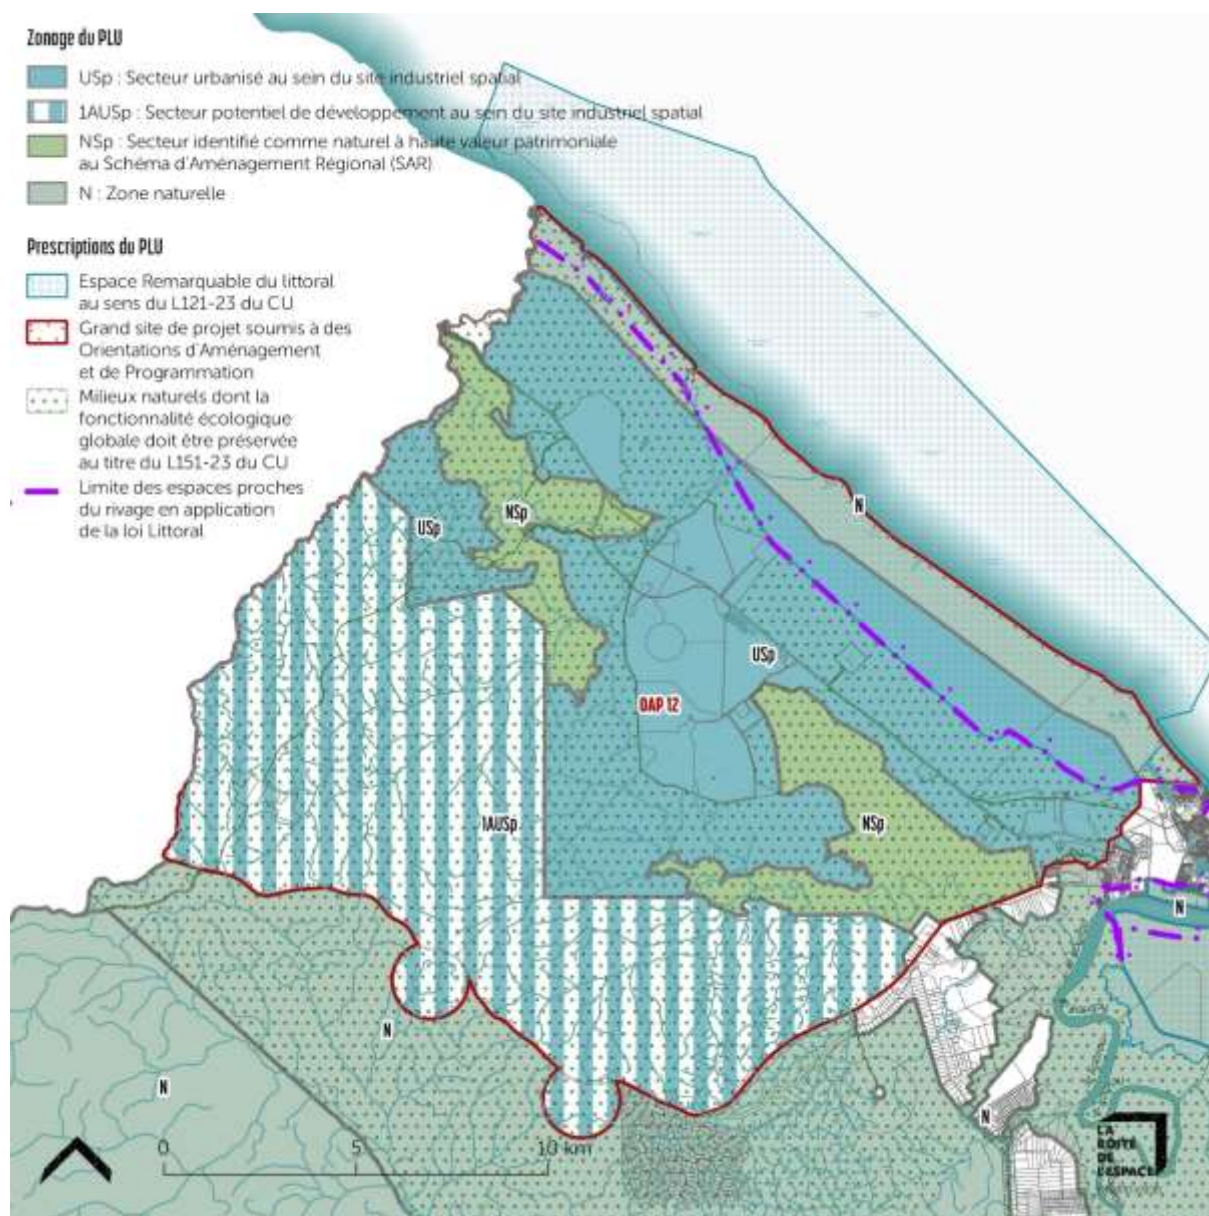 Zonage du PLU
USp : Secteur urbanisé au sein du site industriel spatial
1AUSp : Secteur potentiel de développement au sein du site industriel spatial
NSp : Secteur identifié comme naturel à haute valeur patrimoniale
au Schéma d'Aménagement Régional (SAR)
N : Zone naturelle
Prescriptions du PLU
Espace Remarquable du littoral
au sens du L121-23 du CU
Grand site de projet soumis à des
Orientations d'Aménagement
et de Programmation
Milieux naturels dont la
fonctionnalité écologique
globale doit être préservée
au titre du L151-23 du CU
Limite des espaces proches
du rivage en application
de la loi Littoral
N
NSp
USp
USp
OAP 12
1AUSp
NSp
N
N
N
N
0
5
10 km
LA
BOITE
DE
L'ESPACE